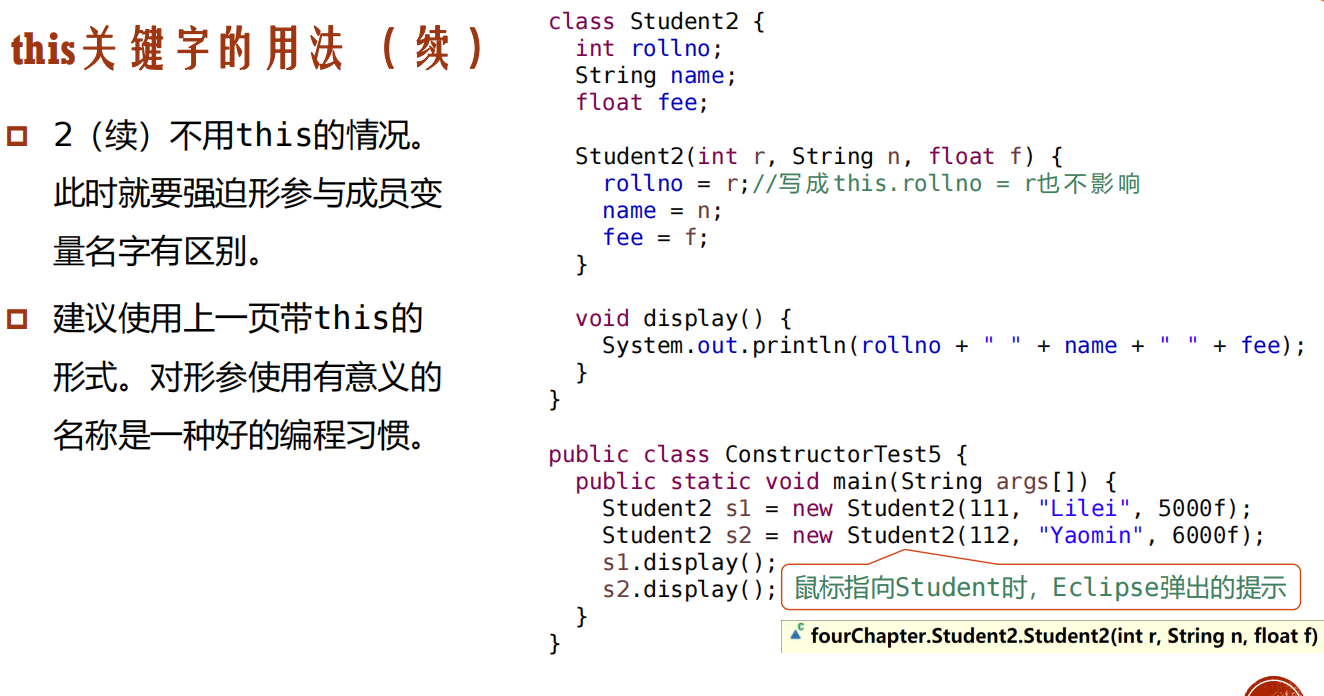 this关键字的用法（续）
2（续）不用this的情况。
此时就要强迫形参与成员变
量名字有区别。
建议使用上一页带this的
形式。对形参使用有意义的
名称是一种好的编程习惯。
class Student2 {
int rollno;
String name;
float fee;
Student2(int r, String n, float f) {
rollno = r;//写成this.rollno = r也不影响
name = n;
fee = f;
}
void display() {
System.out.println(rollno + " " + name + " " + fee);
}
}
public class ConstructorTest5 {
public static void main(String args[]) {
Student2 s1 = new Student2(111, "Lilei", 5000f);
Student2 s2 = new Student2(112, "Yaomin", 6000f);
s1.display();
s2.display();
}
}
鼠标指向Student时，Eclipse弹出的提示
fourChapter.Student2.Student2(int r, String n, float f)